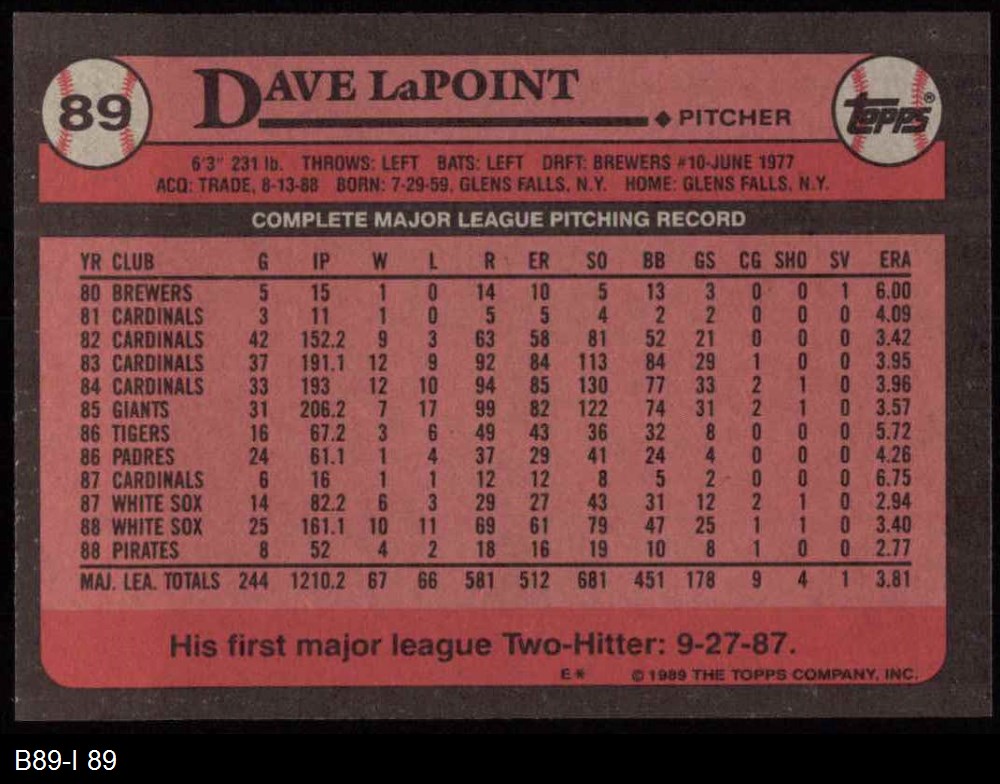 89
DAVE LaPOINT
PITCHER
topps®
6'3" 231 lb. THROWS: LEFT BATS: LEFT DRFT: BREWERS #10-JUNE 1977
ACQ: TRADE, 8-13-88 BORN: 7-29-59, GLENS FALLS, N.Y. HOME: GLENS FALLS, N.Y.
COMPLETE MAJOR LEAGUE PITCHING RECORD
YR CLUB G IP W L R ER SO BB GS CG SHO SV ERA
80 BREWERS 5 15 1 0 14 10 5 13 3 0 0 1 6.00
81 CARDINALS 3 11 1 0 5 5 4 2 2 0 0 0 4.09
82 CARDINALS 42 152.2 9 3 63 58 81 52 21 0 0 0 3.42
83 CARDINALS 37 191.1 12 9 92 84 113 84 29 1 0 0 3.95
84 CARDINALS 33 193 12 10 94 85 130 77 33 2 1 0 3.96
85 GIANTS 31 206.2 7 17 99 82 122 74 31 2 1 0 3.57
86 TIGERS 16 67.2 3 6 49 43 36 32 8 0 0 0 5.72
86 PADRES 24 61.1 1 4 37 29 41 24 4 0 0 0 4.26
87 CARDINALS 6 16 1 1 12 12 8 5 2 0 0 0 6.75
87 WHITE SOX 14 82.2 6 3 29 27 43 31 12 2 1 0 2.94
88 WHITE SOX 25 161.1 10 11 69 61 79 47 25 1 1 0 3.40
88 PIRATES 8 52 4 2 18 16 19 10 8 1 0 0 2.77
MAJ. LEA. TOTALS 244 1210.2 67 66 581 512 681 451 178 9 4 1 3.81
His first major league Two-Hitter: 9-27-87.
E* © 1989 THE TOPPS COMPANY, INC.
B89-I 89